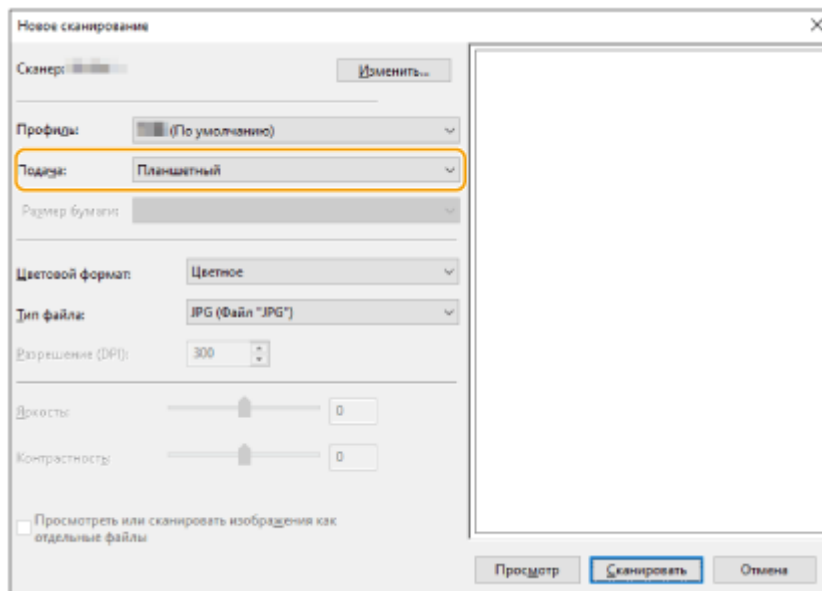 Новое сканирование
Сканер:
Изменить...
Профиль:
(По умолчанию)
Подача:
Планшетный
Размер бумаги:
Цветовой формат:
Цветное
Тип файла:
JPG (Файл "JPG")
Разрешение (DPI):
300
Яркость:
0
Контрастность:
0
Просмотреть или сканировать изображения как
отдельные файлы
Просмотр
Сканировать
Отмена